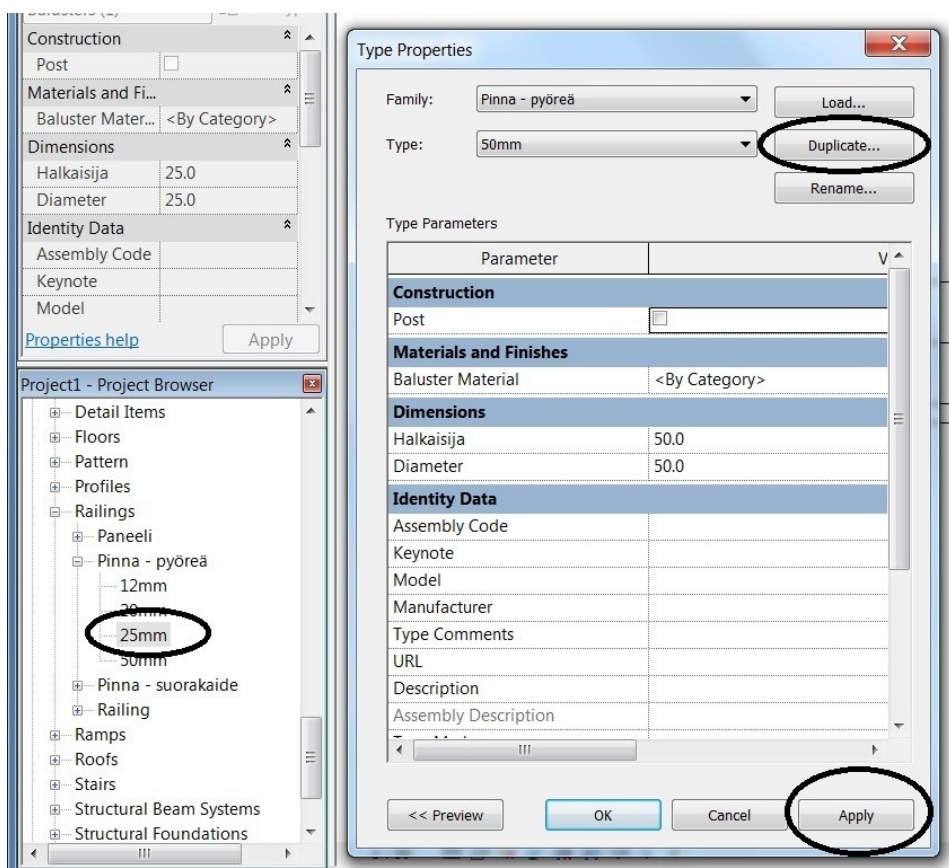 Balusters (1)
Construction
Post
Materials and Fi...
Baluster Mater... <By Category>
Dimensions
Halkaisija 25.0
Diameter 25.0
Identity Data
Assembly Code
Keynote
Model
Properties help Apply
Project1 - Project Browser
Detail Items
Floors
Pattern
Profiles
Railings
Paneeli
Pinna - pyöreä
12mm
20mm
25mm
50mm
Pinna - suorakaide
Railing
Ramps
Roofs
Stairs
Structural Beam Systems
Structural Foundations
Type Properties
Family: Pinna - pyöreä Load...
Type: 50mm Duplicate...
Rename...
Type Parameters
Parameter V
Construction
Post
Materials and Finishes
Baluster Material <By Category>
Dimensions
Halkaisija 50.0
Diameter 50.0
Identity Data
Assembly Code
Keynote
Model
Manufacturer
Type Comments
URL
Description
Assembly Description
<< Preview OK Cancel Apply